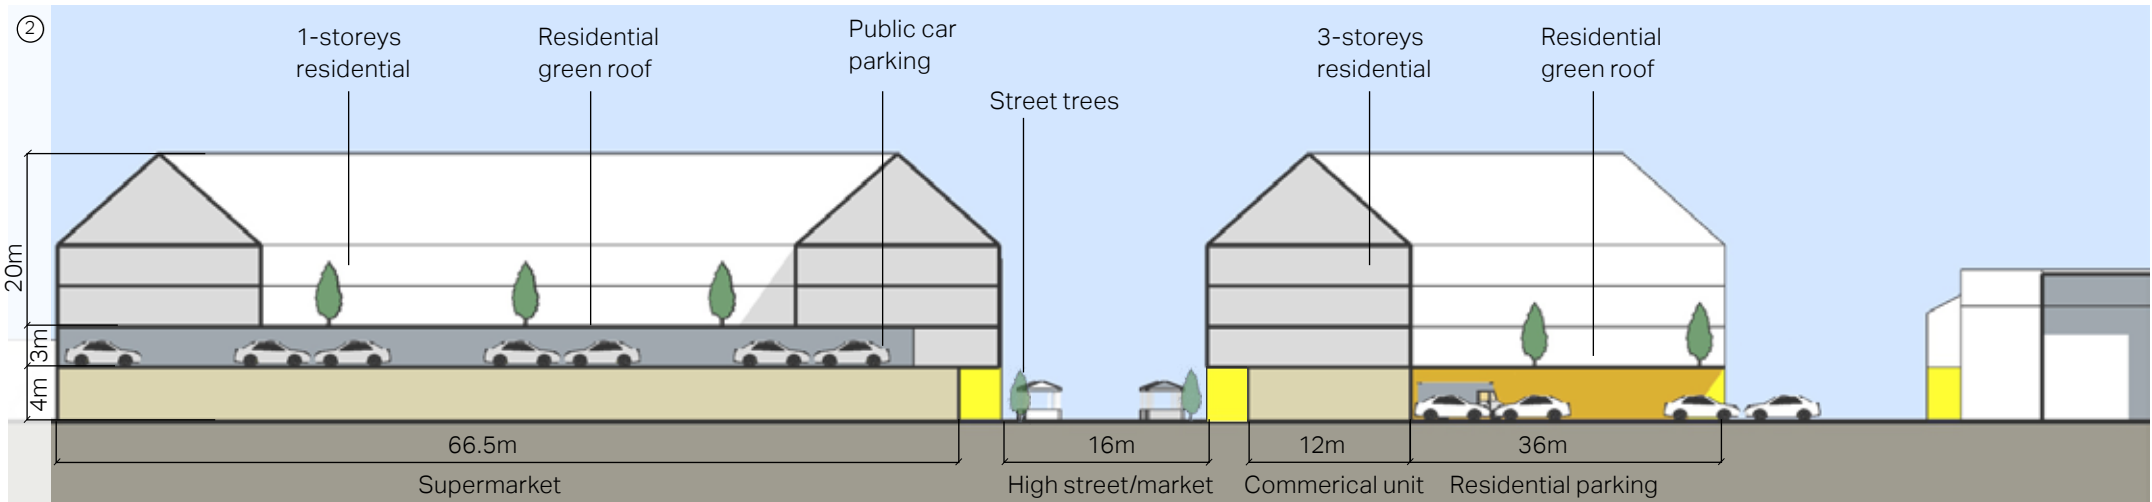 2
1-storeys
residential
Residential
green roof
Public car
parking
Street trees
3-storeys
residential
Residential
green roof
20m
3m
4m
66.5m
16m
12m
36m
Supermarket
High street/market
Commerical unit
Residential parking